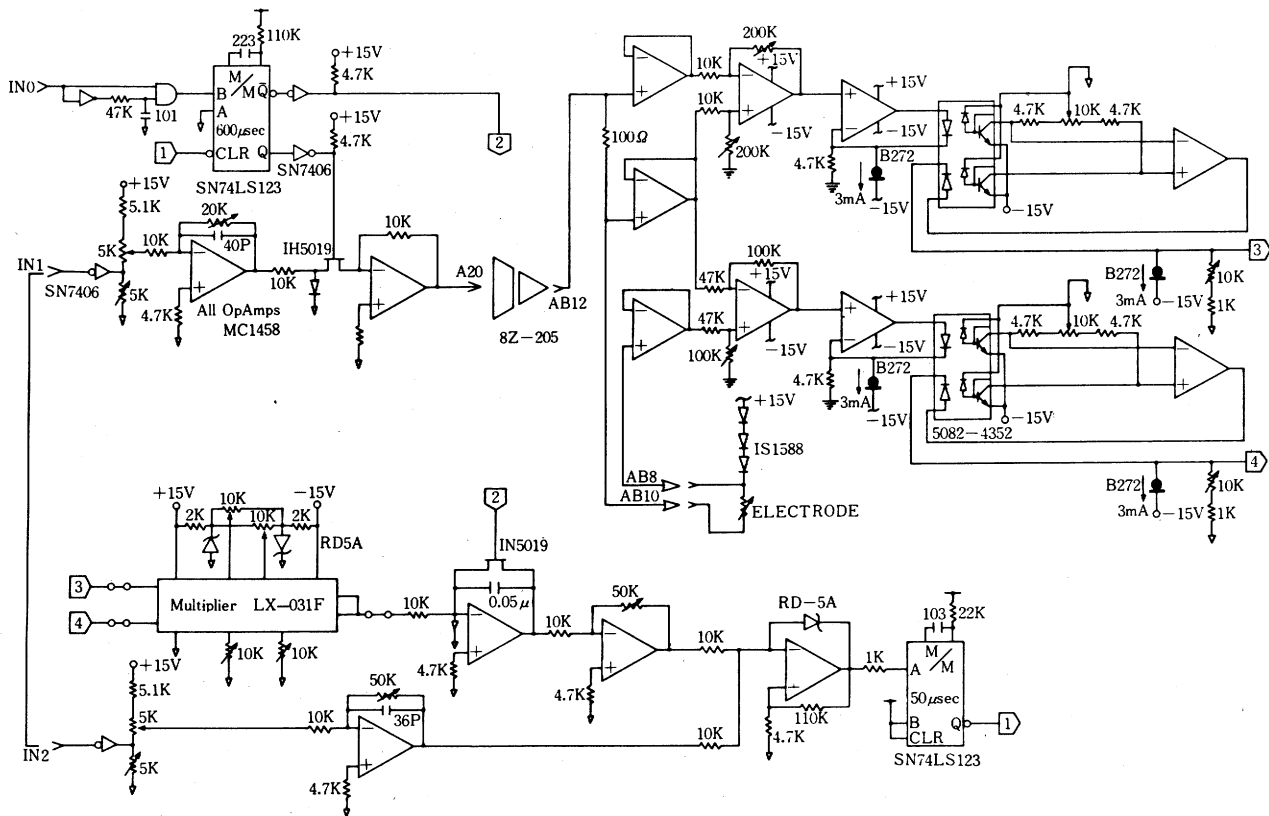 110K
223
+15V
4.7K
IN0
47K
101
M/M
B
A
Q̅
Q
600μsec
CLR
1
SN74LS123
SN7406
+15V
4.7K
2
+15V
5.1K
5K
5K
IN1
SN7406
10K
20K
40P
4.7K
All OpAmps
MC1458
10K
IH5019
10K
A20
8Z-205
AB12
100Ω
10K
200K
+15V
10K
200K
-15V
+15V
-15V
4.7K
B272
3mA
-15V
4.7K
10K
4.7K
-15V
3
B272
3mA
-15V
10K
1K
47K
100K
+15V
47K
100K
-15V
+15V
-15V
4.7K
B272
3mA
-15V
4.7K
10K
4.7K
-15V
5082-4352
4
B272
3mA
-15V
10K
1K
+15V
IS1588
AB8
AB10
ELECTRODE
+15V
10K
-15V
2K
10K
2K
RD5A
3
4
Multiplier LX-031F
10K
10K
10K
2
IN5019
0.05μ
4.7K
10K
50K
4.7K
10K
10K
RD-5A
4.7K
110K
1K
103
22K
M/M
A
50μsec
B
CLR
Q
1
SN74LS123
+15V
5.1K
5K
5K
IN2
10K
50K
36P
4.7K